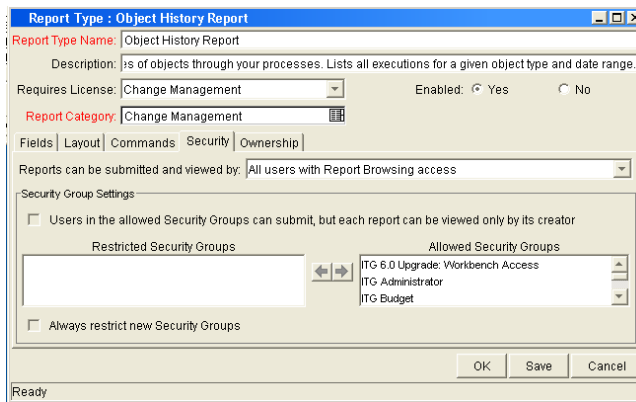 Report Type : Object History Report
Report Type Name: Object History Report
Description: es of objects through your processes. Lists all executions for a given object type and date range.
Requires License: Change Management Enabled: Yes No
Report Category: Change Management
Fields Layout Commands Security Ownership
Reports can be submitted and viewed by: All users with Report Browsing access
Security Group Settings
Users in the allowed Security Groups can submit, but each report can be viewed only by its creator
Restricted Security Groups Allowed Security Groups
ITG 6.0 Upgrade: Workbench Access
ITG Administrator
ITG Budget
Always restrict new Security Groups
OK Save Cancel
Ready